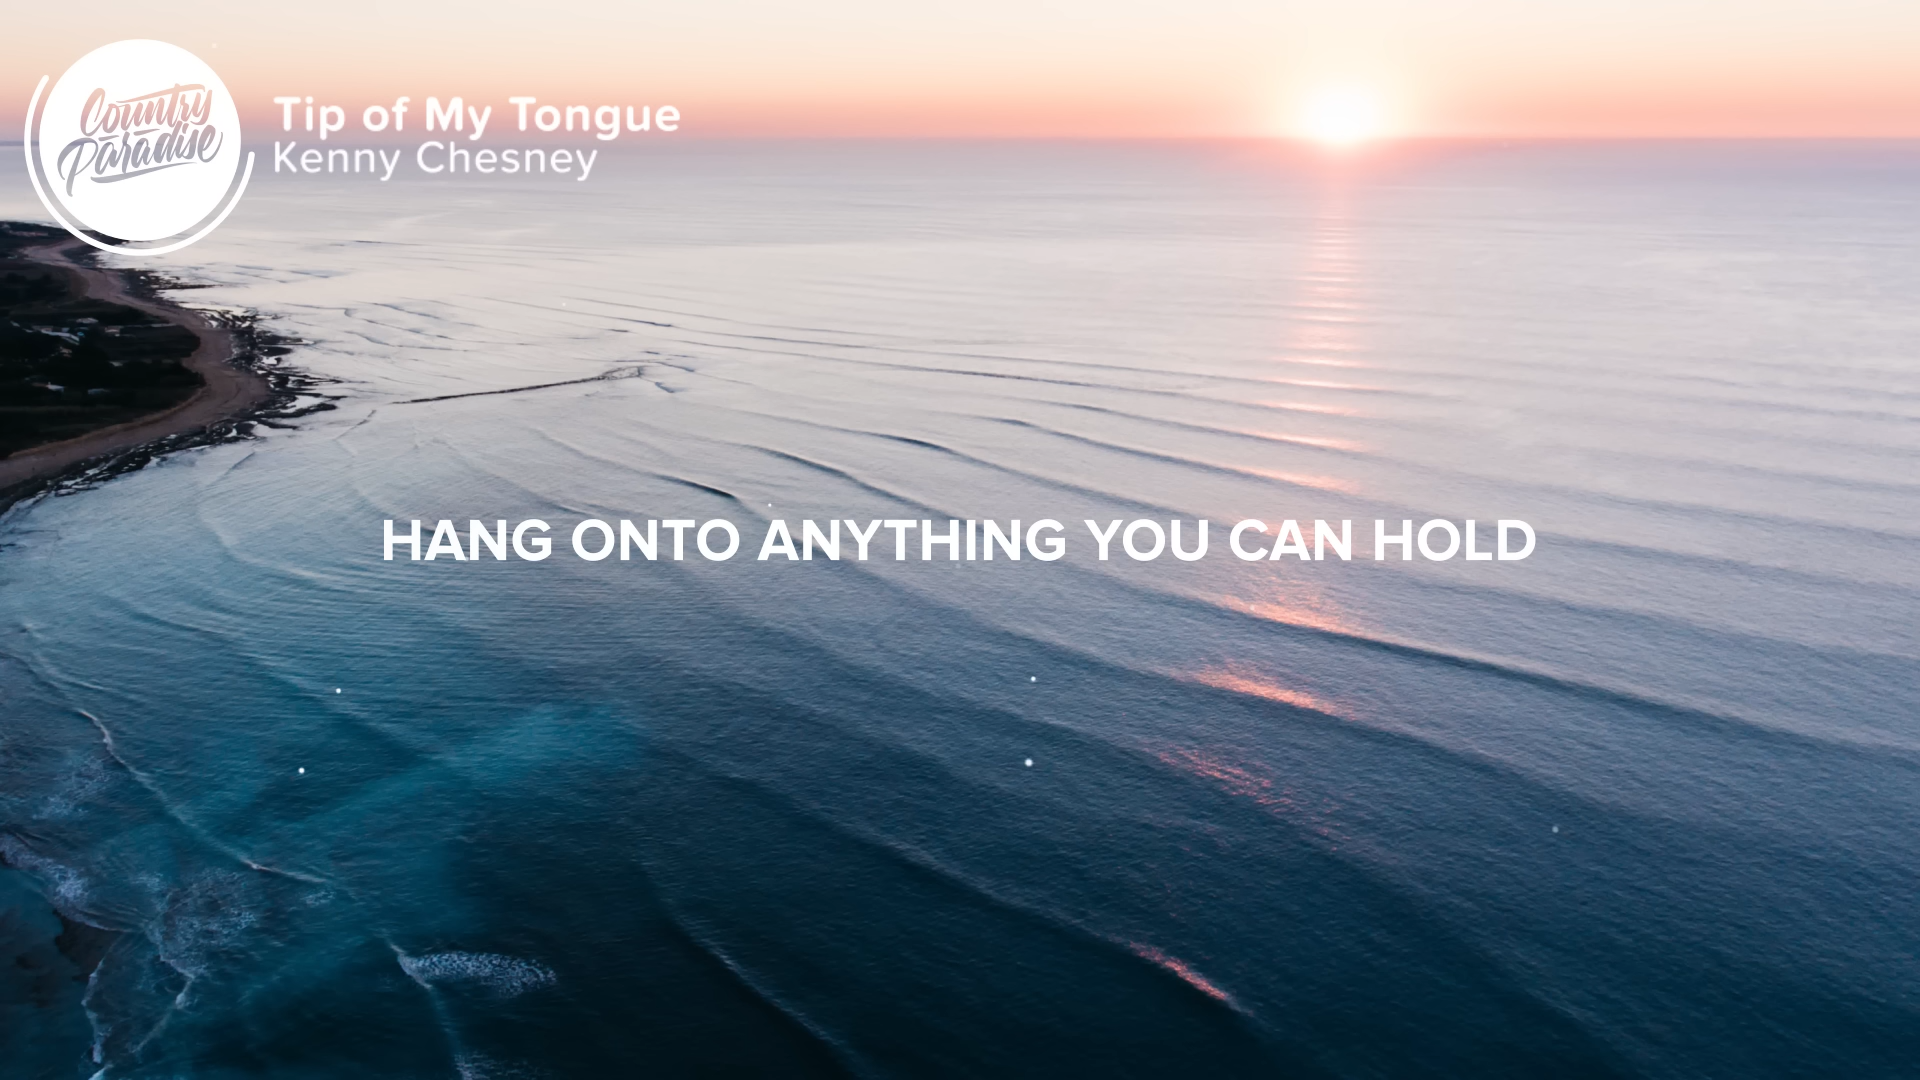 Country
Paradise
Tip of My Tongue
Kenny Chesney
HANG ONTO ANYTHING YOU CAN HOLD